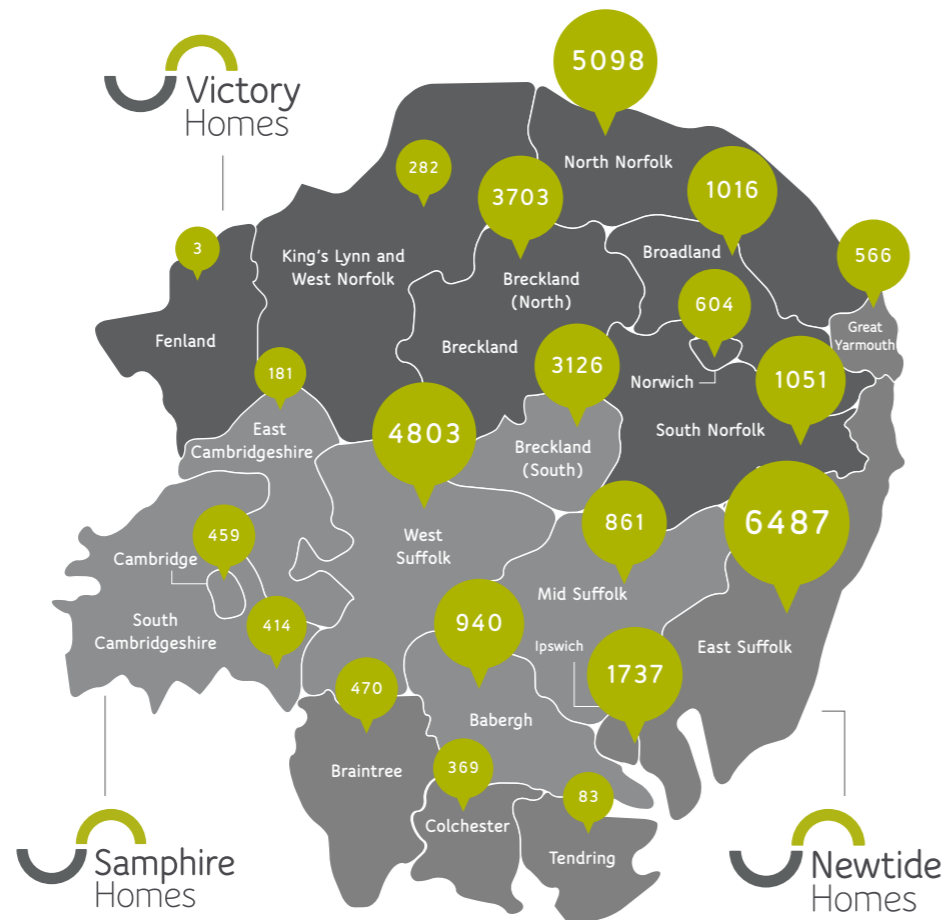 Victory
Homes
5098
North Norfolk
282
3703
1016
King's Lynn and
West Norfolk
3
Fenland
Breckland
(North)
Broadland
566
Great
Yarmouth
604
Norwich
Breckland
3126
1051
South Norfolk
181
East
Cambridgeshire
4803
Breckland
(South)
6487
459
Cambridge
West
Suffolk
861
Mid Suffolk
South
Cambridgeshire
414
940
Ipswich
1737
East Suffolk
470
Babergh
Braintree
369
Colchester
83
Tendring
Samphire
Homes
Newtide
Homes